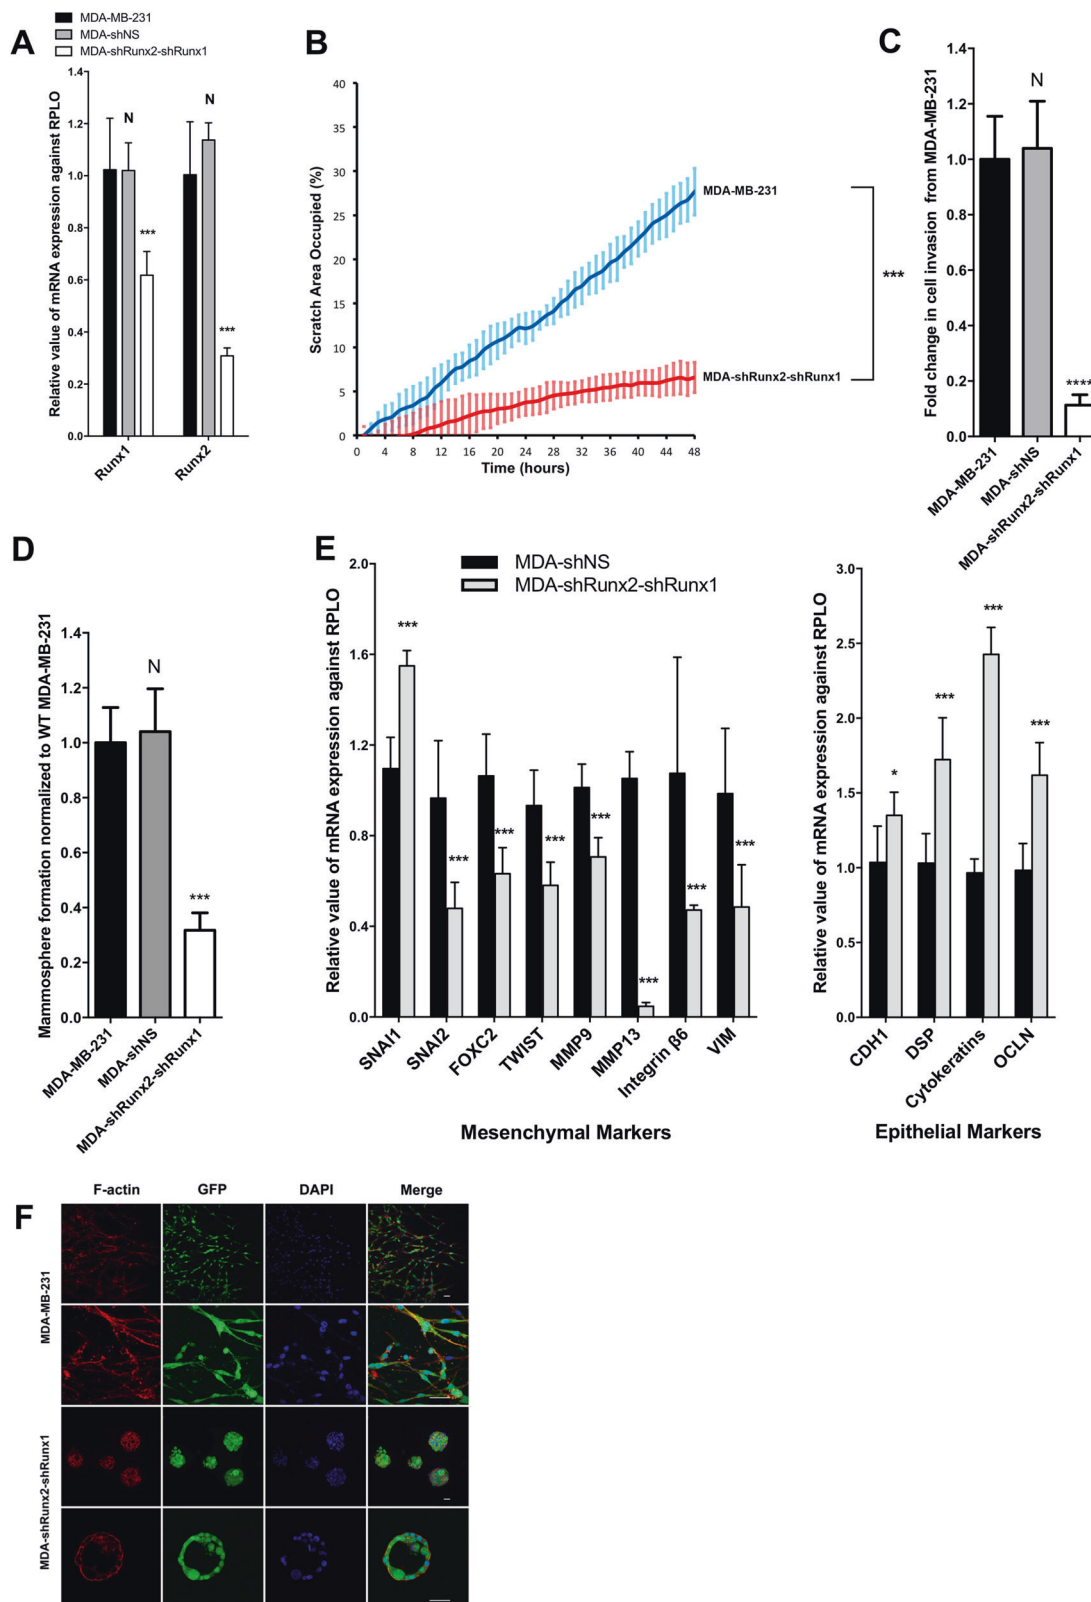 MDA-MB-231
MDA-shNS
MDA-shRunx2-shRunx1
A
Relative value of mRNA expression against RPLO
1.4
1.2
1.0
0.8
0.6
0.4
0.2
0.0
N
***
N
***
Runx1
Runx2
B
Scratch Area Occupied (%)
40
35
30
25
20
15
10
5
0
0 4 8 12 16 20 24 28 32 36 40 44 48
Time (hours)
MDA-MB-231
MDA-shRunx2-shRunx1
***
C
Fold change in cell invasion from MDA-MB-231
1.4
1.2
1.0
0.8
0.6
0.4
0.2
0.0
N
****
MDA-MB-231
MDA-shNS
MDA-shRunx2-shRunx1
D
Mammosphere formation normalized to WT MDA-MB-231
1.4
1.2
1.0
0.8
0.6
0.4
0.2
0.0
N
***
MDA-MB-231
MDA-shNS
MDA-shRunx2-shRunx1
E
MDA-shNS
MDA-shRunx2-shRunx1
Relative value of mRNA expression against RPLO
2.0
1.6
1.2
0.8
0.4
0.0
***
***
***
***
***
***
***
***
SNAI1
SNAI2
FOXC2
TWIST
MMP9
MMP13
Integrin β6
VIM
Mesenchymal Markers
Relative value of mRNA expression against RPLO
3.0
2.5
2.0
1.5
1.0
0.5
0.0
*
***
***
***
CDH1
DSP
Cytokeratins
OCLN
Epithelial Markers
F
F-actin GFP DAPI Merge
MDA-MB-231
MDA-shRunx2-shRunx1